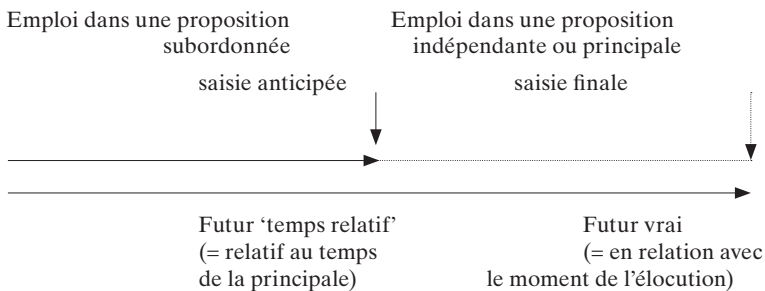 Emploi dans une proposition
subordonnée
Emploi dans une proposition
indépendante ou principale
saisie anticipée
saisie finale
Futur ‘temps relatif’
(= relatif au temps
de la principale)
Futur vrai
(= en relation avec
le moment de l’élocution)